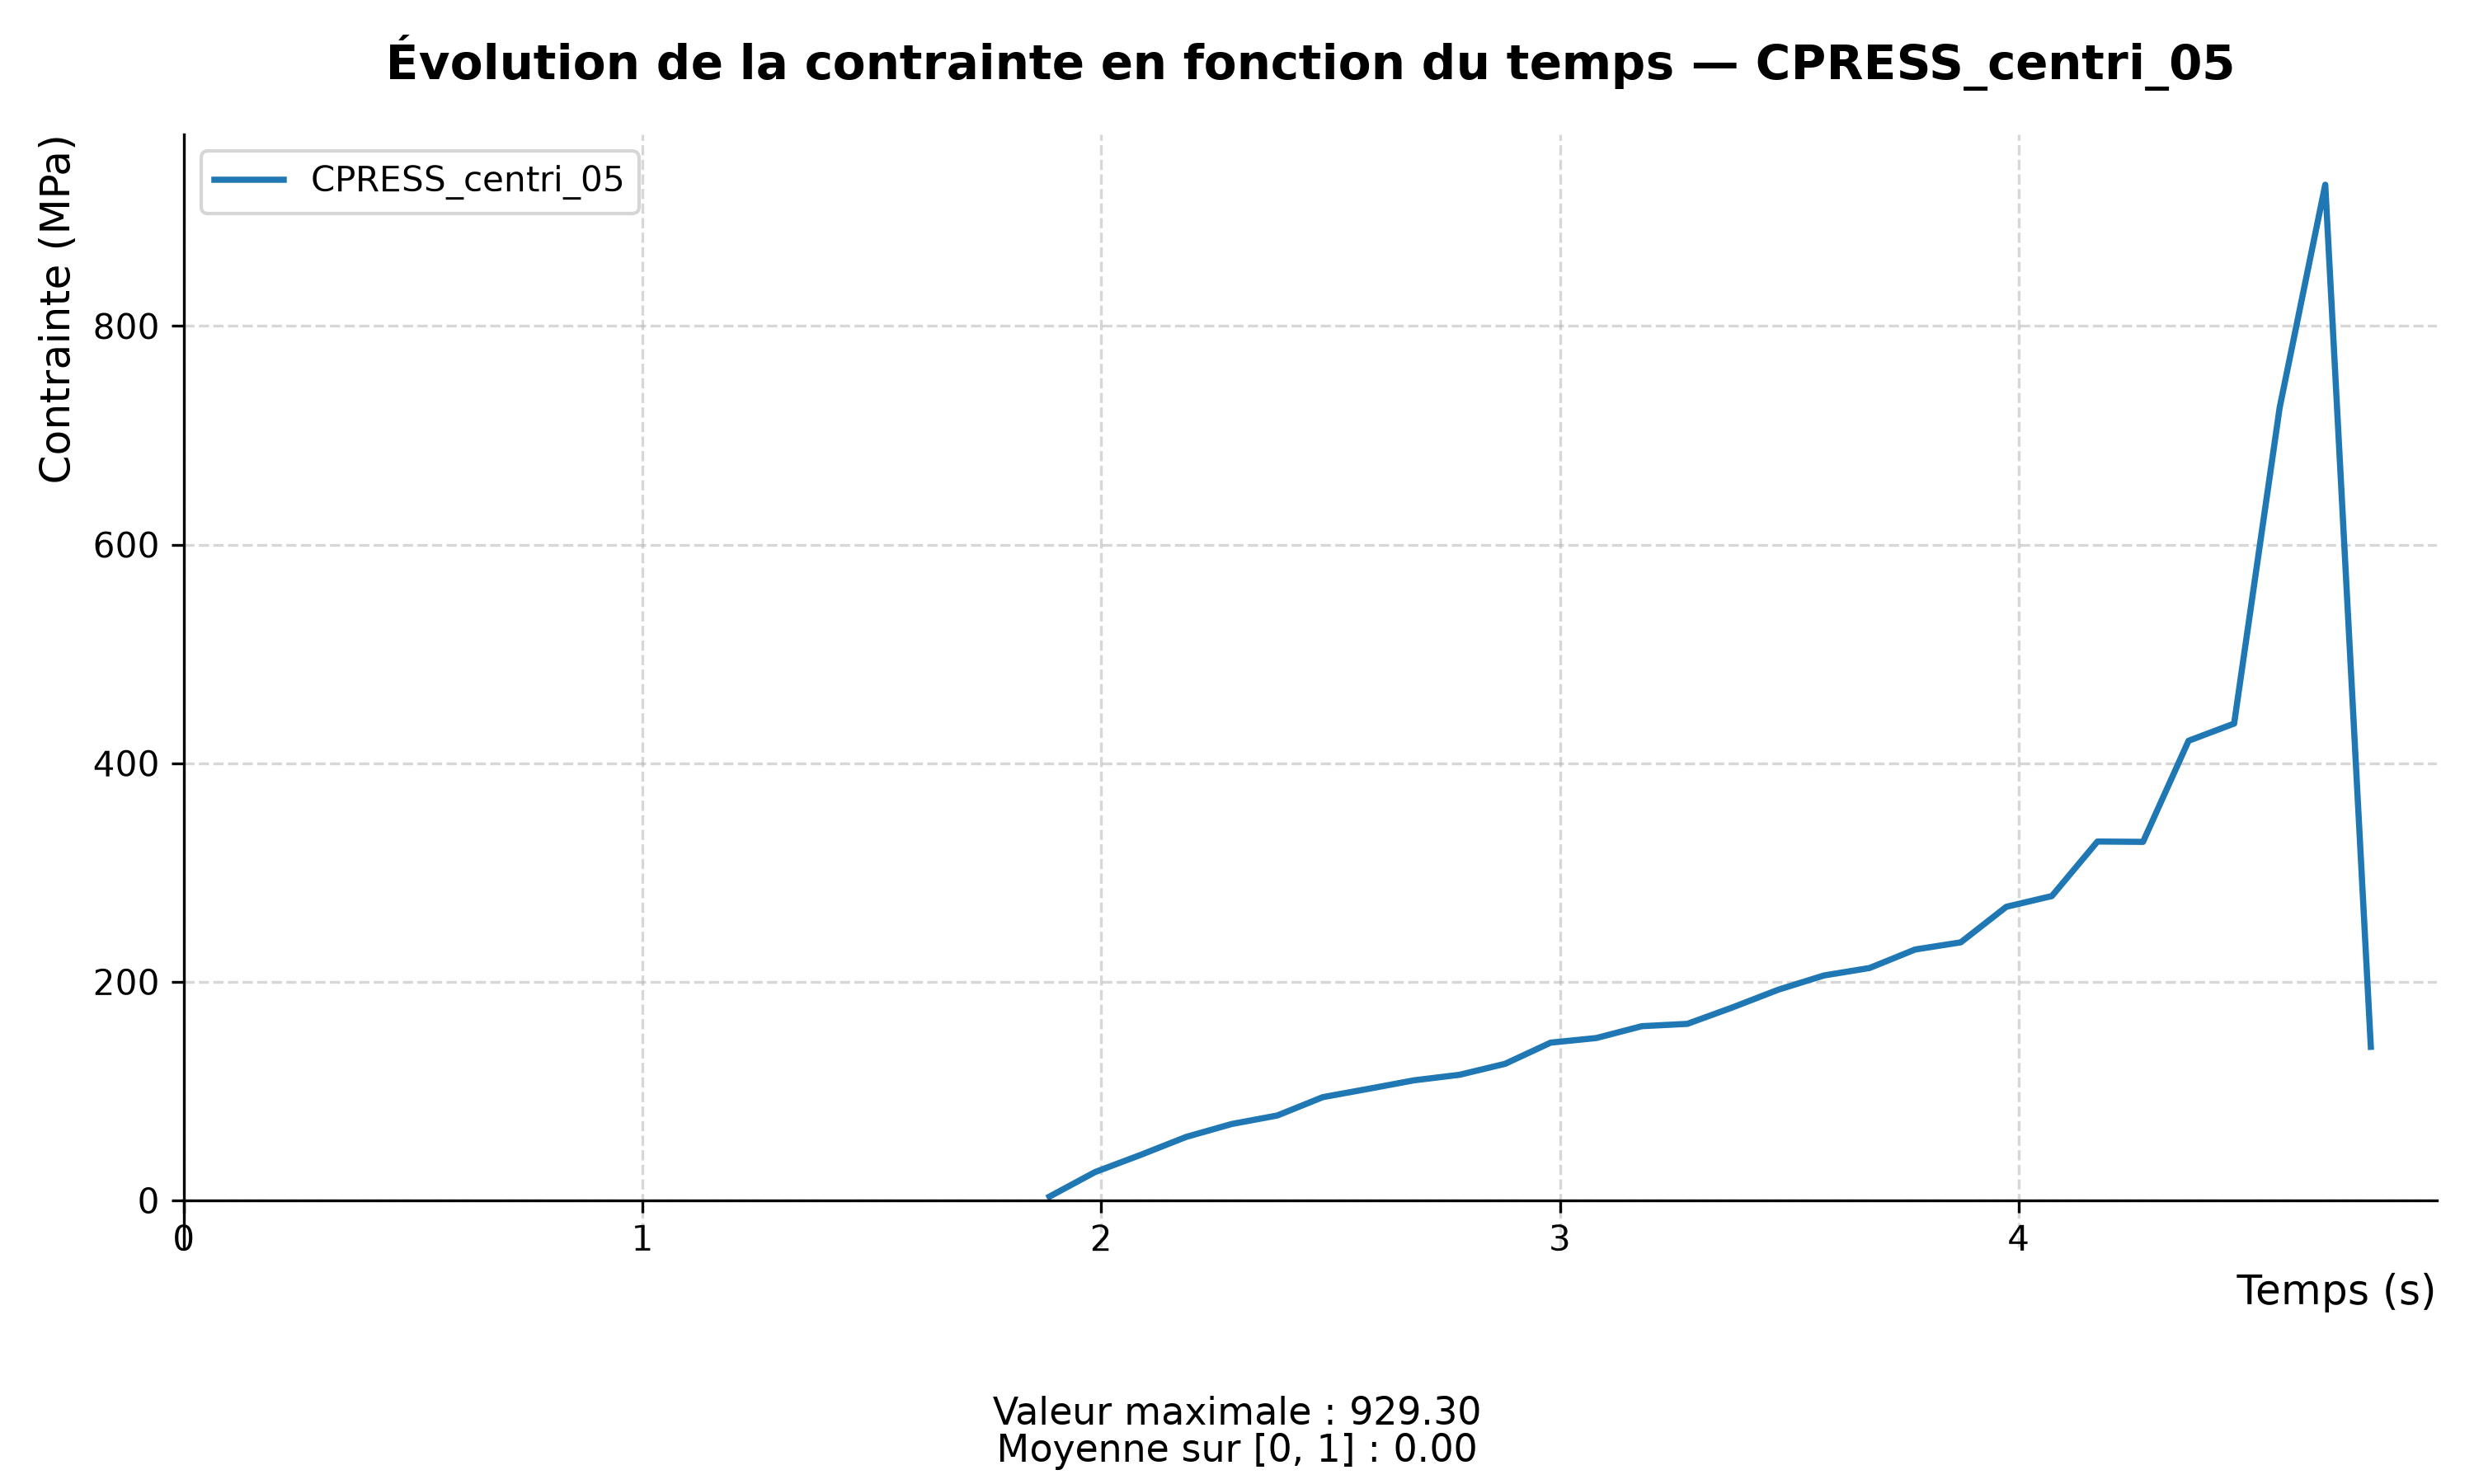 Évolution de la contrainte en fonction du temps — CPRESS_centri_05
Contrainte (MPa)
CPRESS_centri_05
800
600
400
200
0
0 1 2 3 4
Temps (s)
Valeur maximale : 929.30
Moyenne sur [0, 1] : 0.00